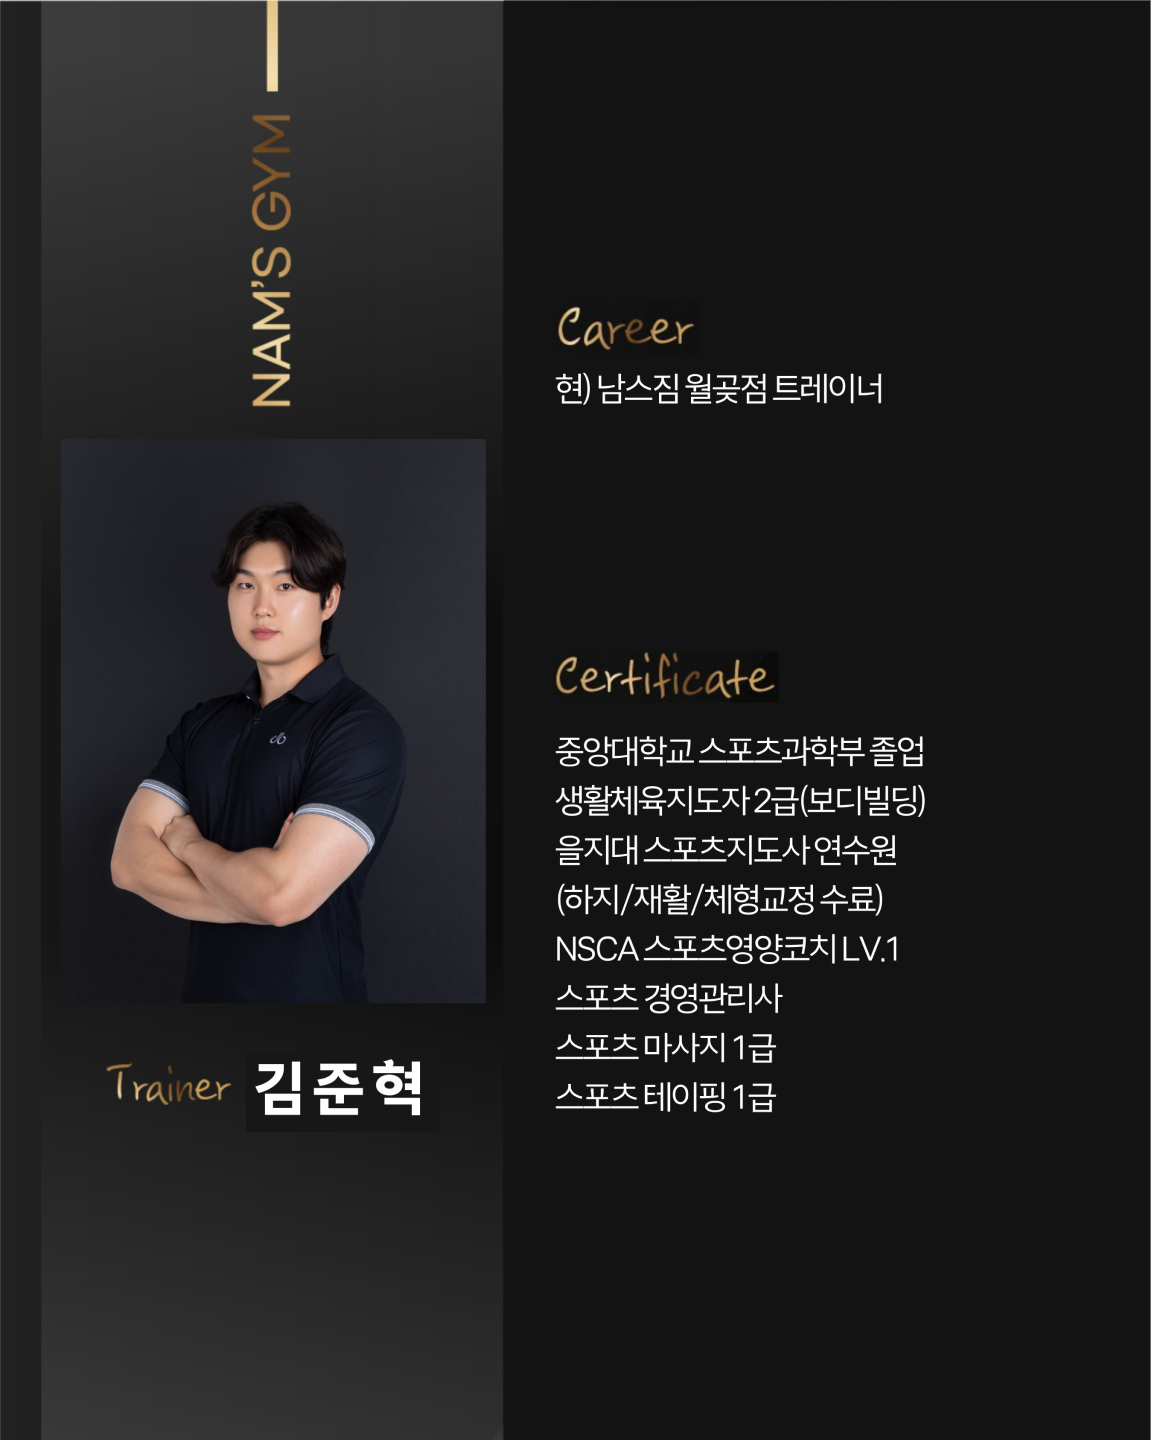 NAM'S GYM
Trainer 김준혁
Career
현) 남스짐 월곶점 트레이너
Certificate
중앙대학교 스포츠과학부 졸업
생활체육지도자 2급(보디빌딩)
을지대 스포츠지도사 연수원
(하지/재활/체형교정 수료)
NSCA 스포츠영양코치 LV.1
스포츠 경영관리사
스포츠 마사지 1급
스포츠 테이핑 1급